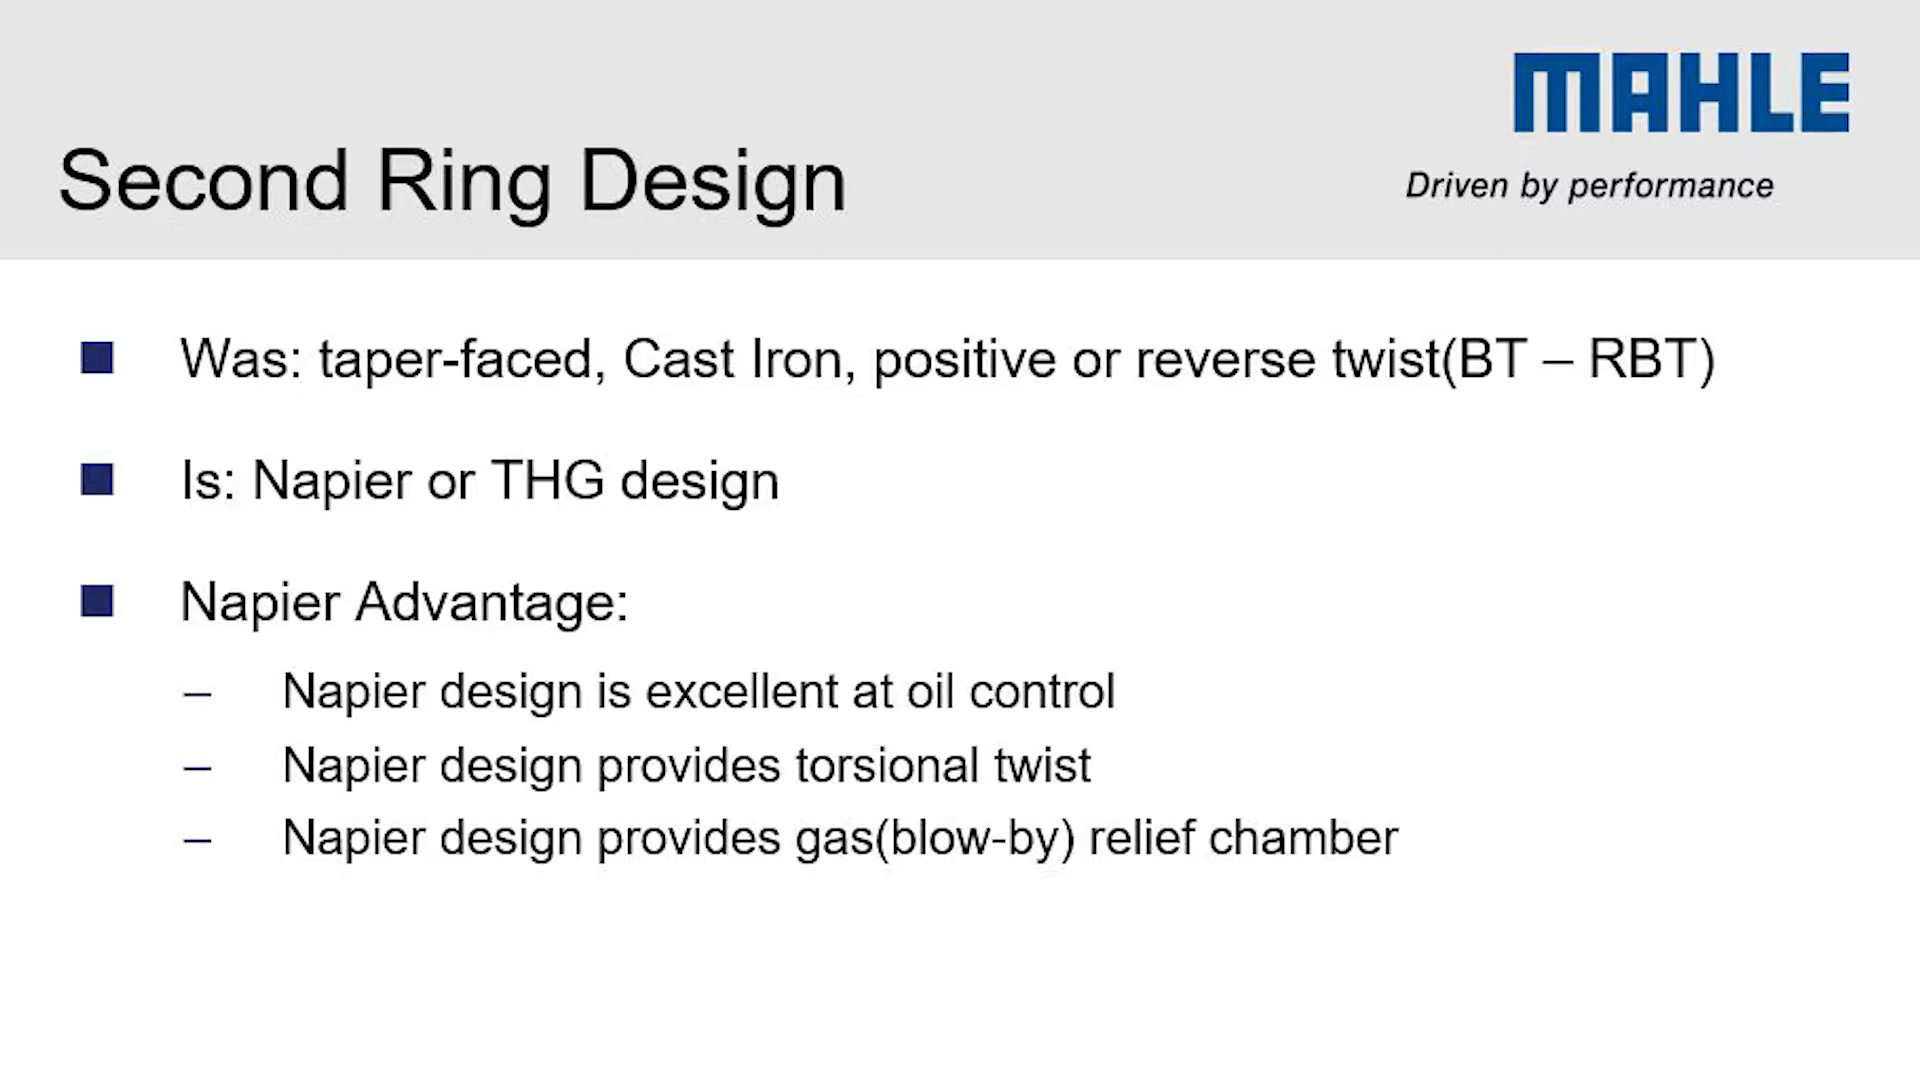 MAHLE
Driven by performance
Second Ring Design
Was: taper-faced, Cast Iron, positive or reverse twist(BT – RBT)
Is: Napier or THG design
Napier Advantage:
– Napier design is excellent at oil control
– Napier design provides torsional twist
– Napier design provides gas(blow-by) relief chamber